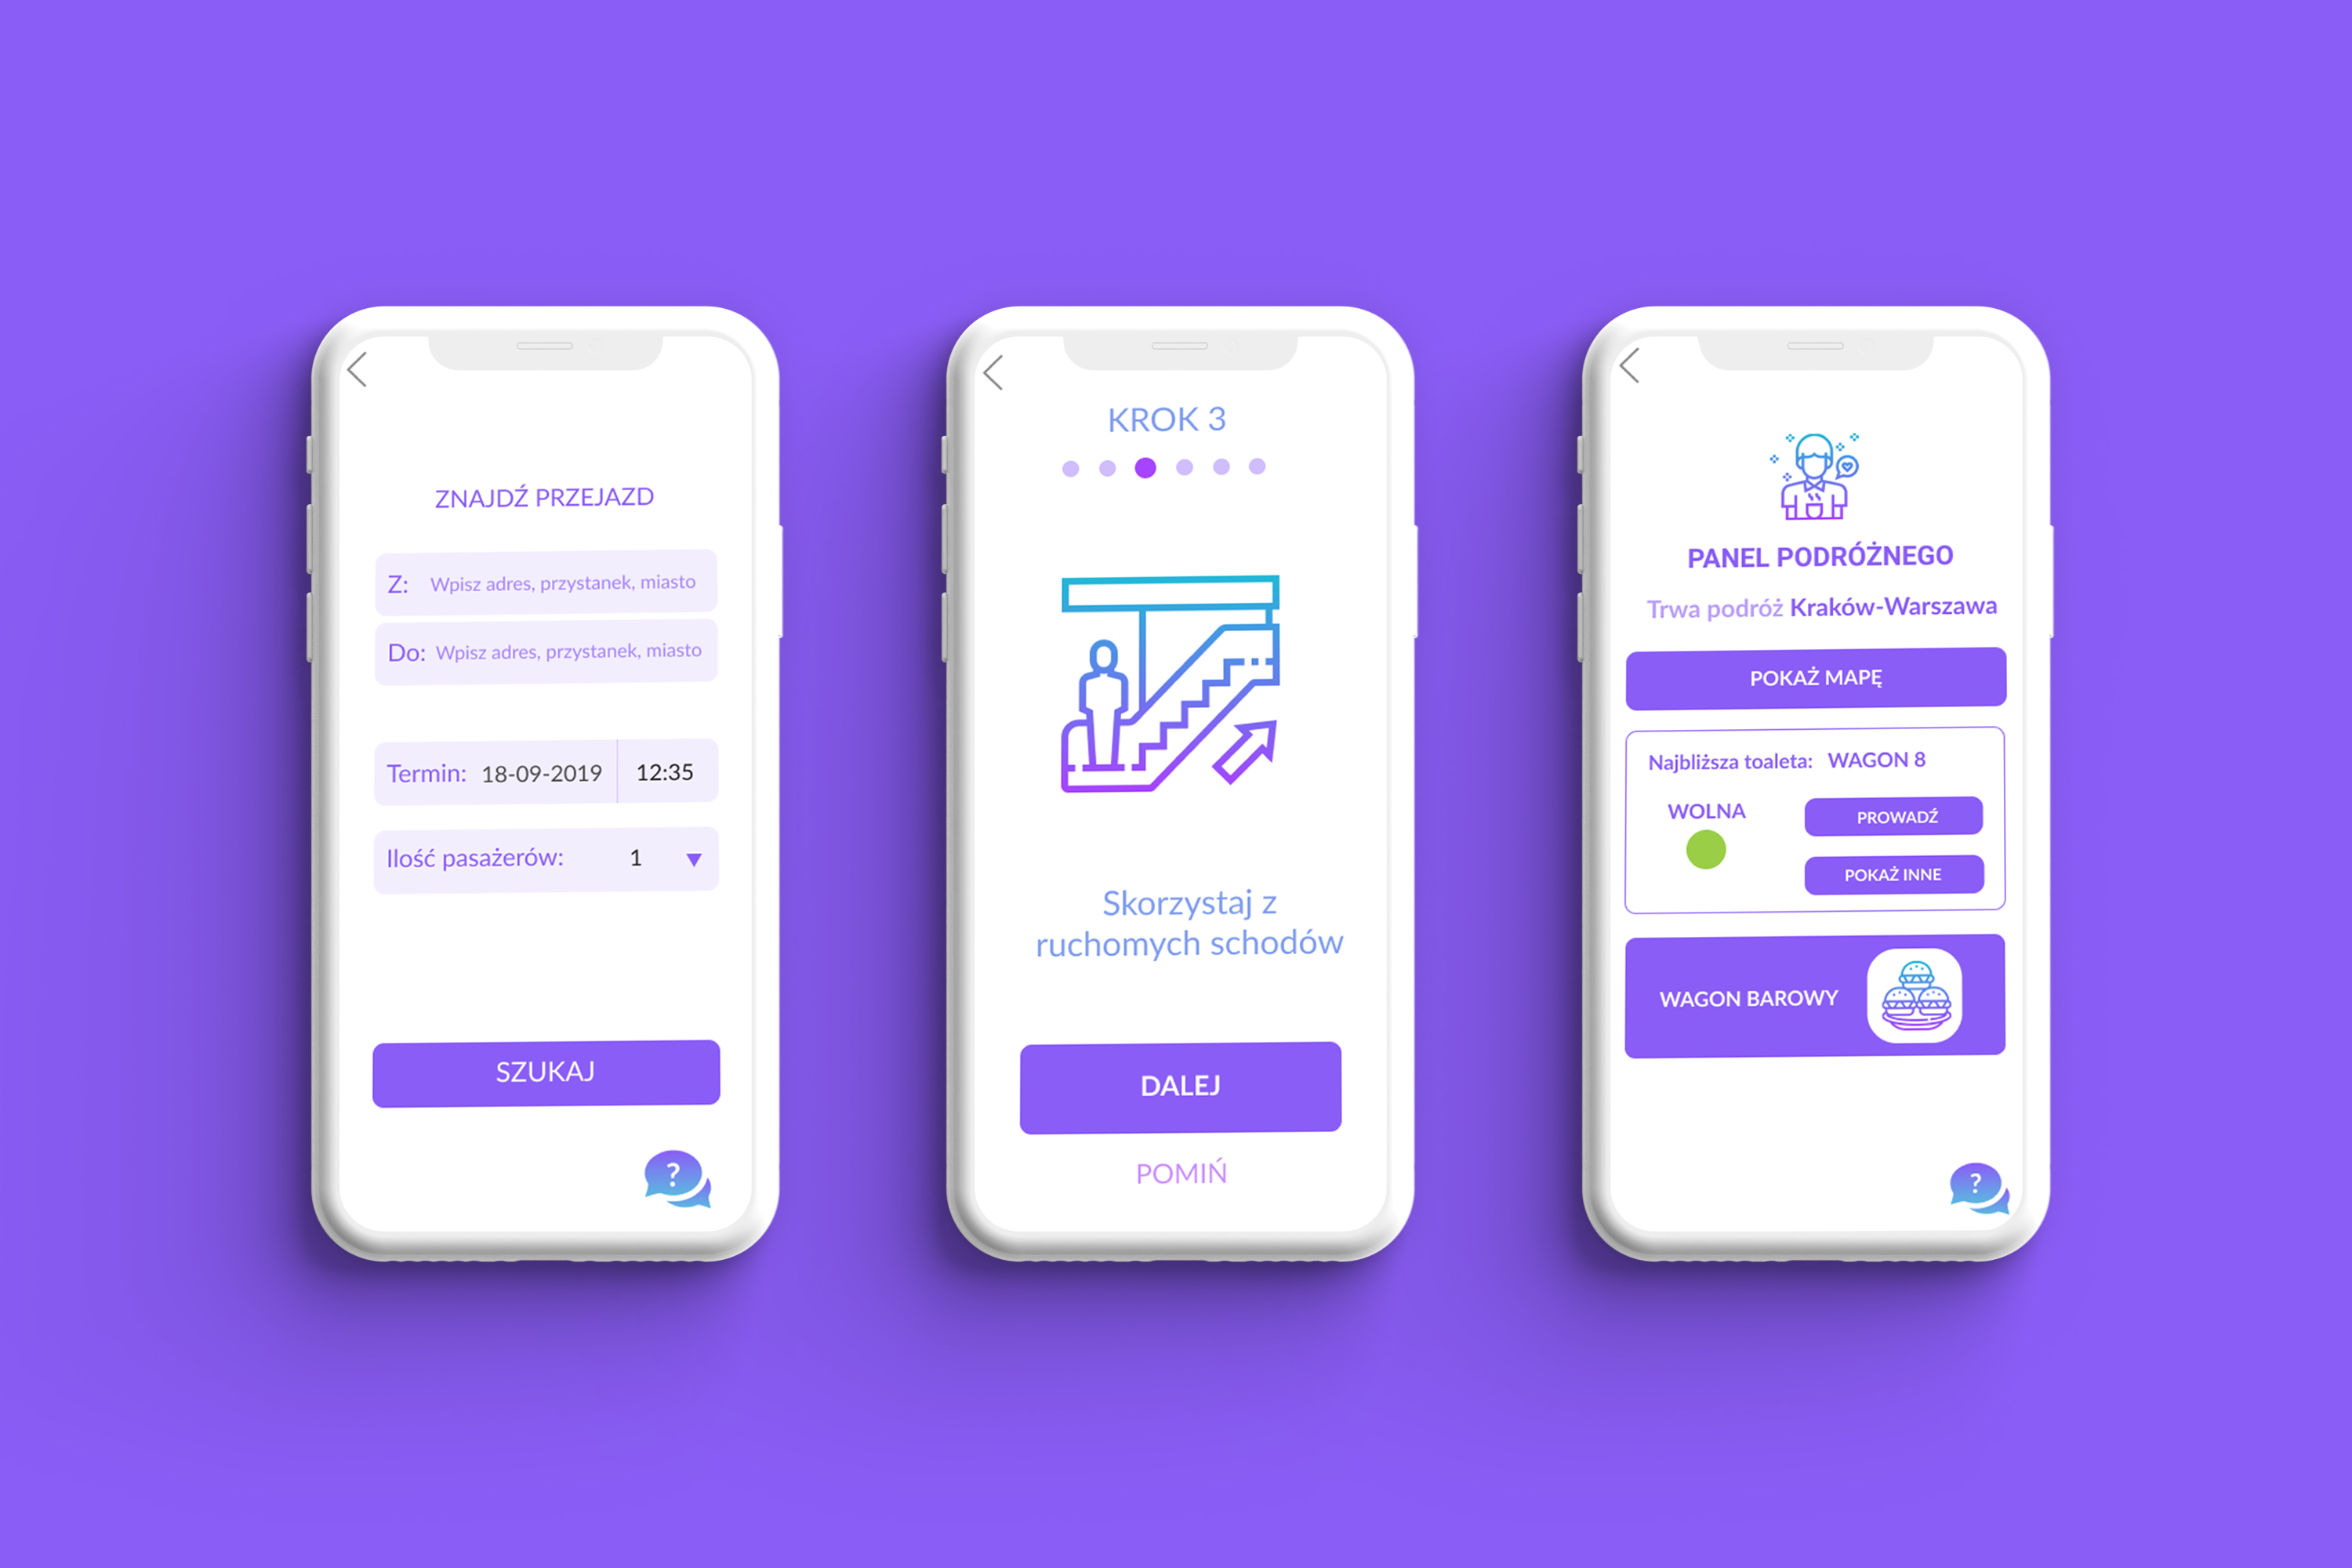 ZNAJDŹ PRZEJAZD
Z: Wpisz adres, przystanek, miasto
Do: Wpisz adres, przystanek, miasto
Termin: 18-09-2019 12:35
Ilość pasażerów: 1
SZUKAJ
?
KROK 3
Skorzystaj z
ruchomych schodów
DALEJ
POMIŃ
PANEL PODRÓŻNEGO
Trwa podróż Kraków-Warszawa
POKAŻ MAPĘ
Najbliższa toaleta: WAGON 8
WOLNA
PROWADŹ
POKAŻ INNE
WAGON BAROWY
?